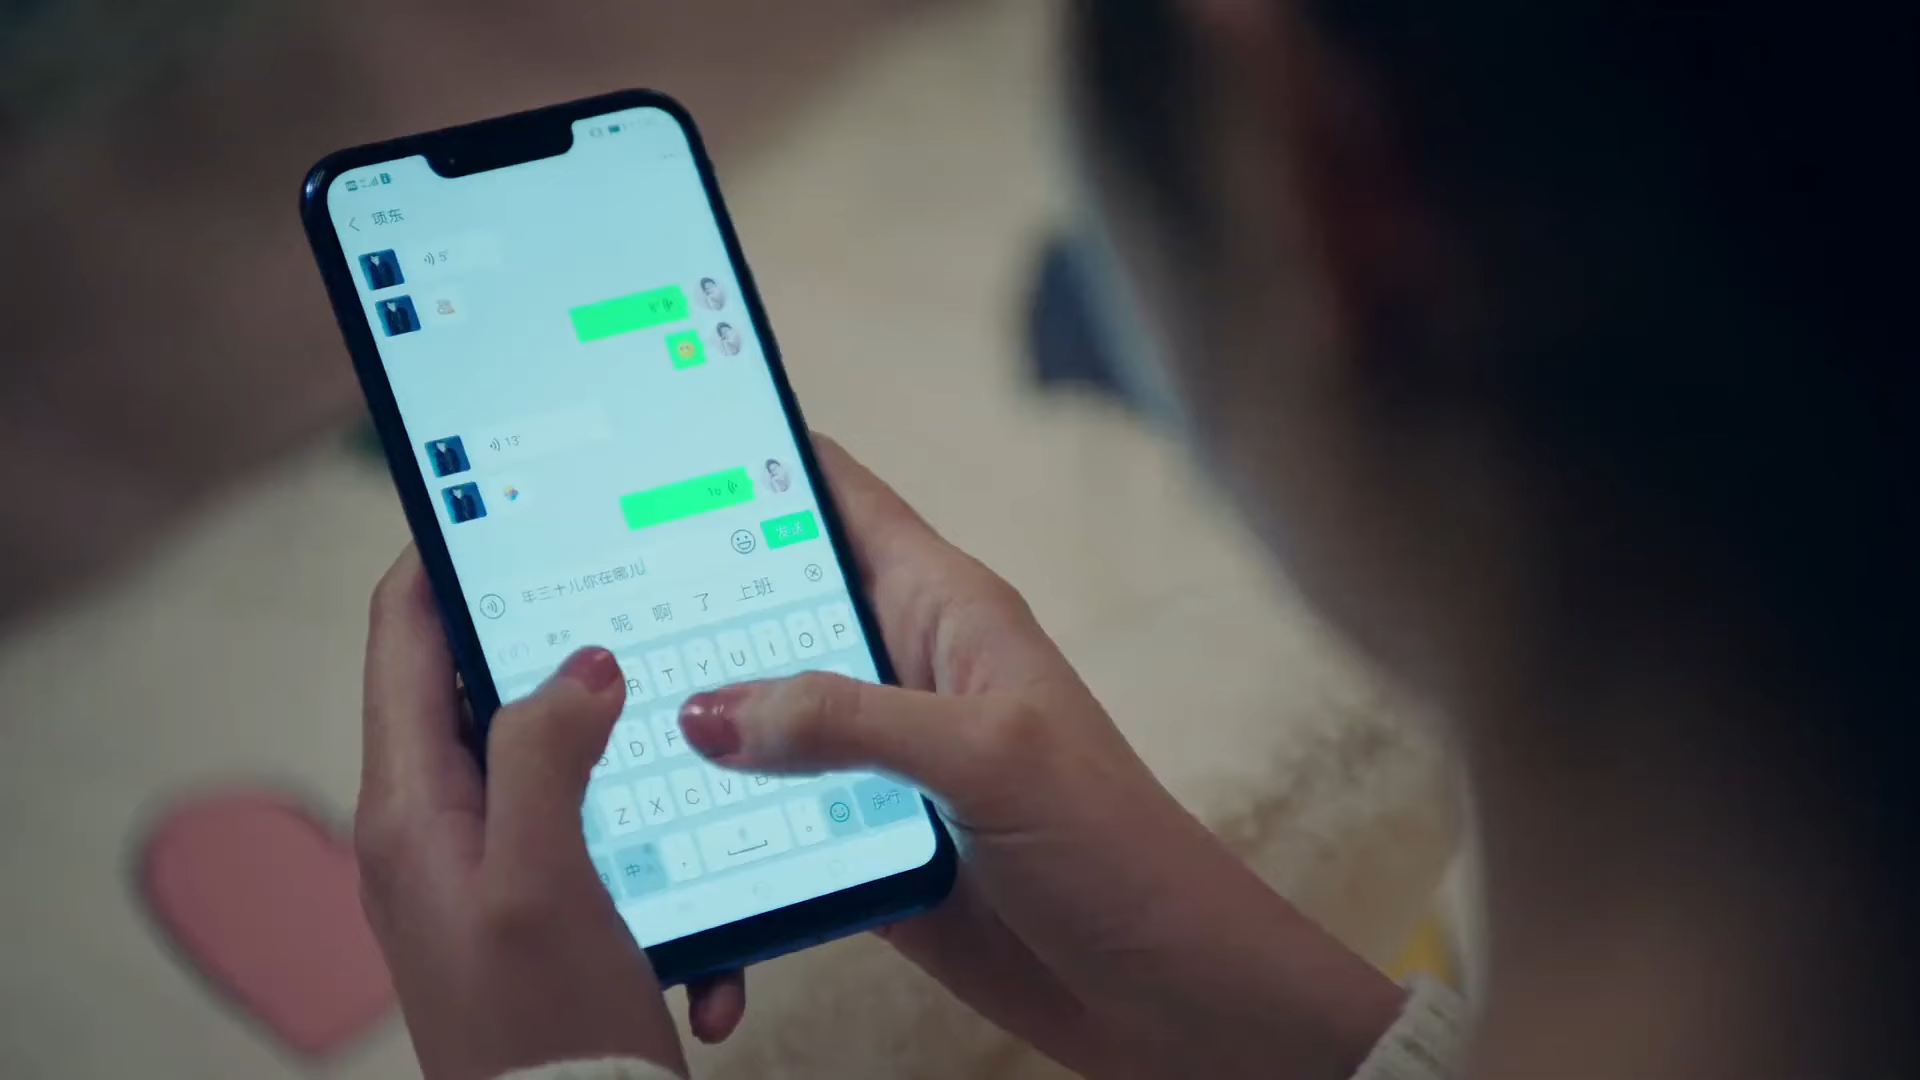 项东
5"
13"
发送
年三十儿你在哪儿
更多 呢 啊 了 上班
R T Y U I O P
S D F
Z X C V B
中 ， 。 换行